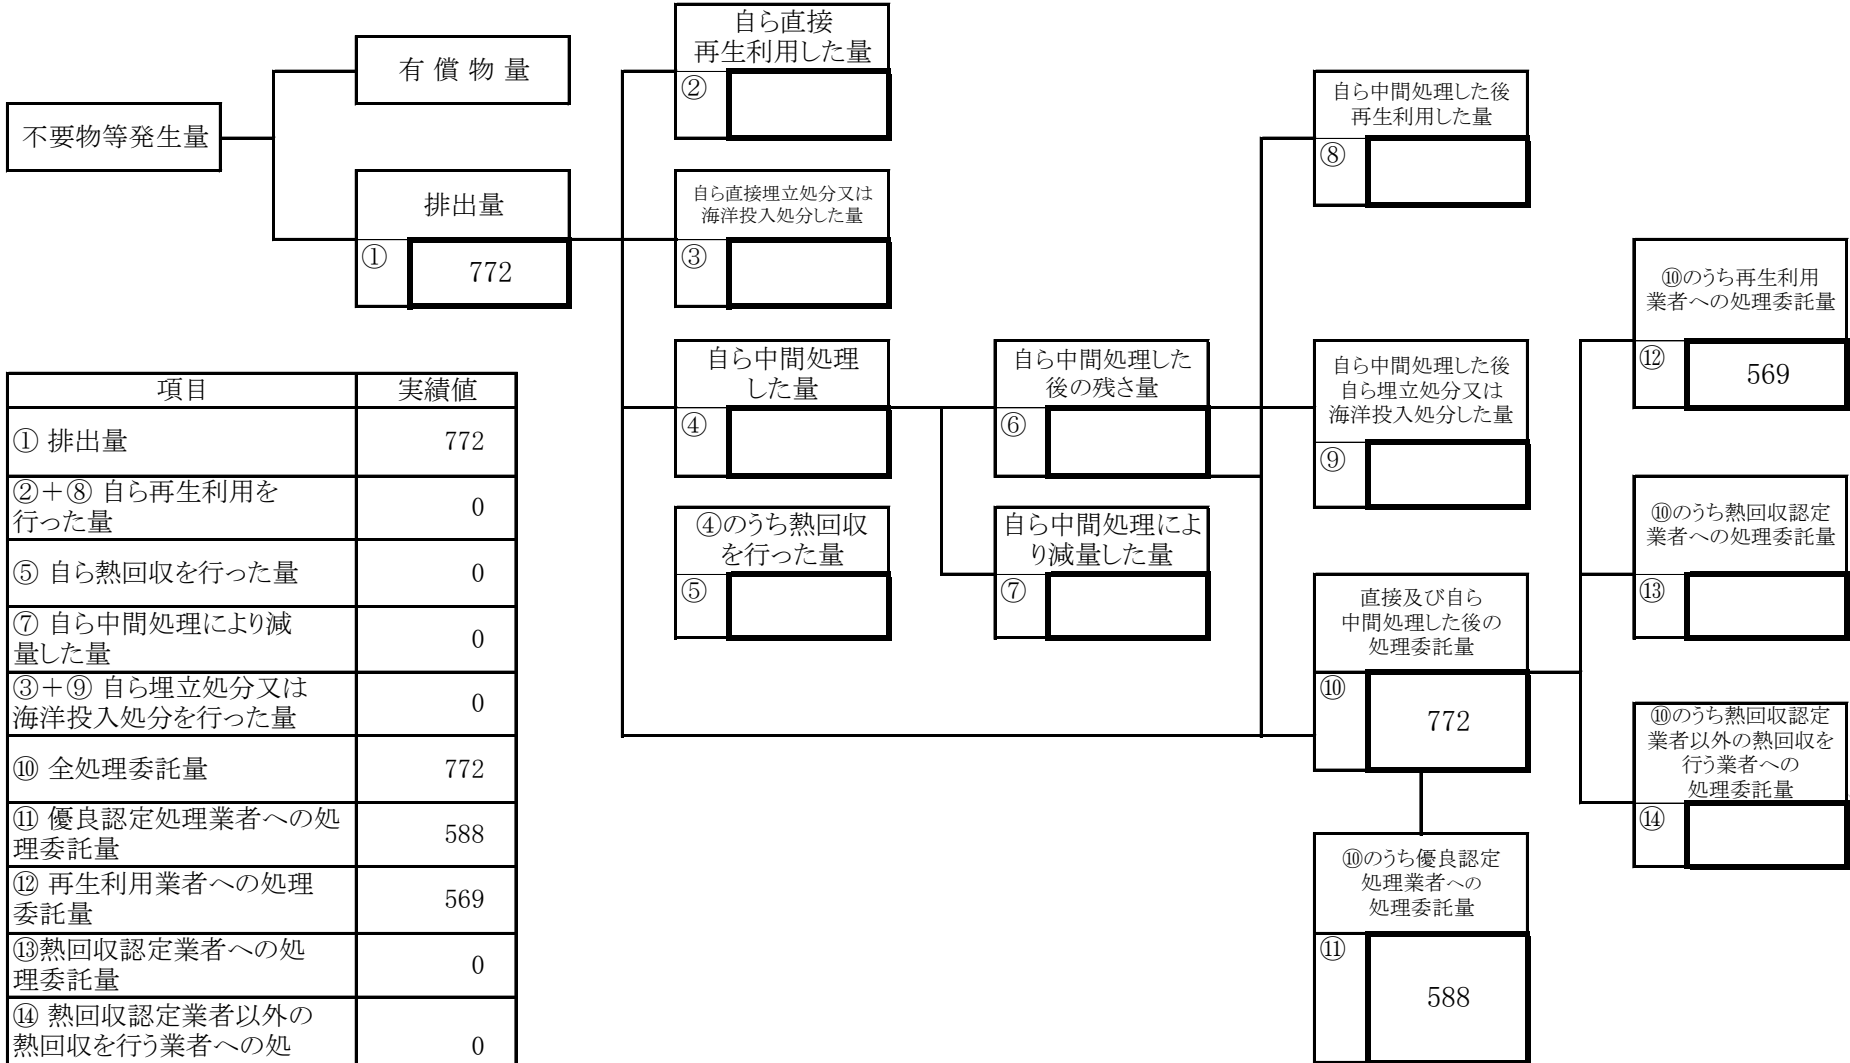 自ら直接
再生利用した量
②
有 償 物 量
不要物等発生量
排出量
①
772
自ら直接埋立処分又は
海洋投入処分した量
③
自ら中間処理した後
再生利用した量
⑧
⑩のうち再生利用
業者への処理委託量
⑫
569
自ら中間処理
した量
④
自ら中間処理した
後の残さ量
⑥
自ら中間処理した後
自ら埋立処分又は
海洋投入処分した量
⑨
④のうち熱回収
を行った量
⑤
自ら中間処理によ
り減量した量
⑦
⑩のうち熱回収認定
業者への処理委託量
⑬
直接及び自ら
中間処理した後の
処理委託量
⑩
772
⑩のうち熱回収認定
業者以外の熱回収を
行う業者への
処理委託量
⑭
⑩のうち優良認定
処理業者への
処理委託量
⑪
588
項目 実績値
① 排出量 772
②＋⑧ 自ら再生利用を
行った量 0
⑤ 自ら熱回収を行った量 0
⑦ 自ら中間処理により減
量した量 0
③＋⑨ 自ら埋立処分又は
海洋投入処分を行った量 0
⑩ 全処理委託量 772
⑪ 優良認定処理業者への処
理委託量 588
⑫ 再生利用業者への処理
委託量 569
⑬熱回収認定業者への処
理委託量 0
⑭ 熱回収認定業者以外の
熱回収を行う業者への処 0